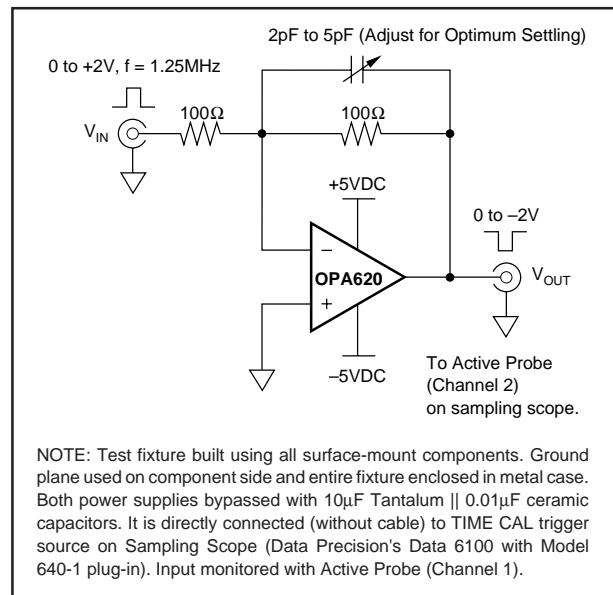 2pF to 5pF (Adjust for Optimum Settling)
0 to +2V, f = 1.25MHz
100Ω
100Ω
VIN
+5VDC
0 to –2V
–
OPA620
+
VOUT
–5VDC
To Active Probe
(Channel 2)
on sampling scope.
NOTE: Test fixture built using all surface-mount components. Ground
plane used on component side and entire fixture enclosed in metal case.
Both power supplies bypassed with 10µF Tantalum || 0.01µF ceramic
capacitors. It is directly connected (without cable) to TIME CAL trigger
source on Sampling Scope (Data Precision's Data 6100 with Model
640-1 plug-in). Input monitored with Active Probe (Channel 1).